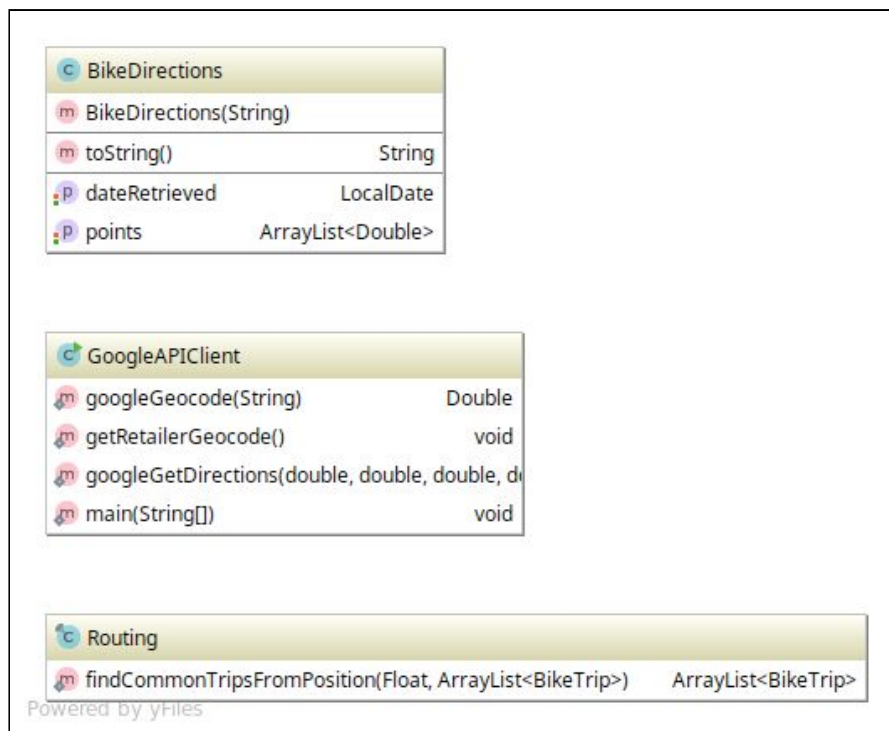 C BikeDirections
m BikeDirections(String)
m toString() String
p dateRetrieved LocalDate
p points ArrayList<Double>
C GoogleAPIClient
m googleGeocode(String) Double
m getRetailerGeocode() void
m googleGetDirections(double, double, double, d
m main(String[]) void
C Routing
m findCommonTripsFromPosition(Float, ArrayList<BikeTrip>) ArrayList<BikeTrip>
Powered by yFiles